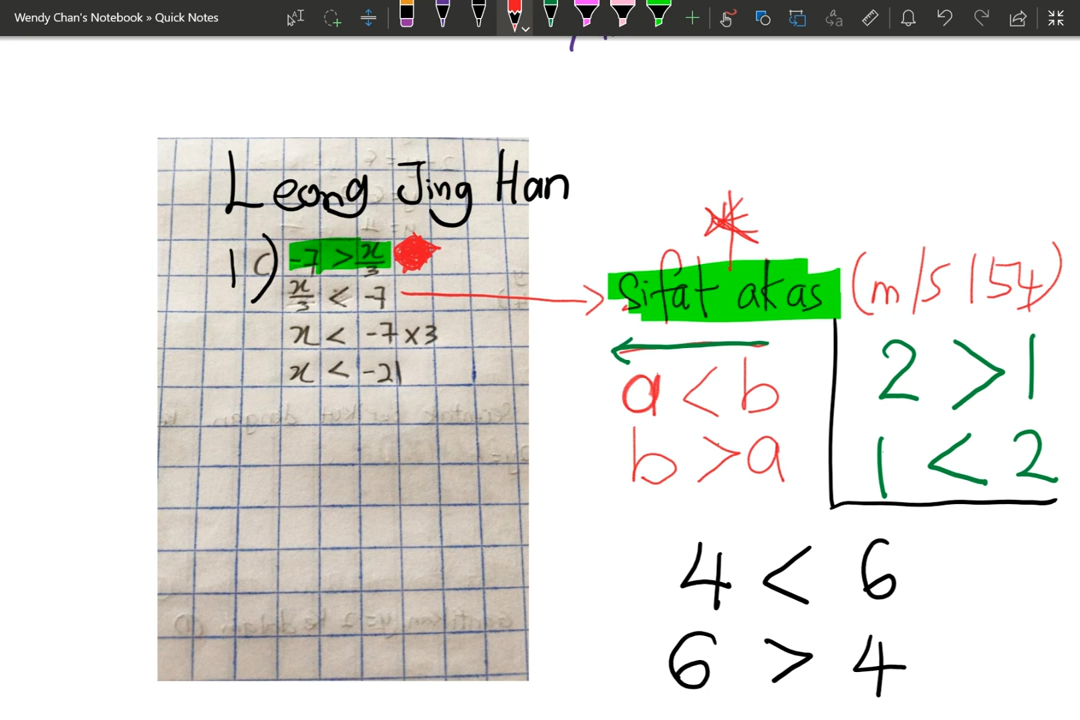 Wendy Chan's Notebook » Quick Notes
Leong Jing Han
1c) -7 > x/3
x/3 < -7
x < -7 x 3
x < -21
sifat akas (m/s 154)
a < b
b > a
2 > 1
1 < 2
4 < 6
6 > 4